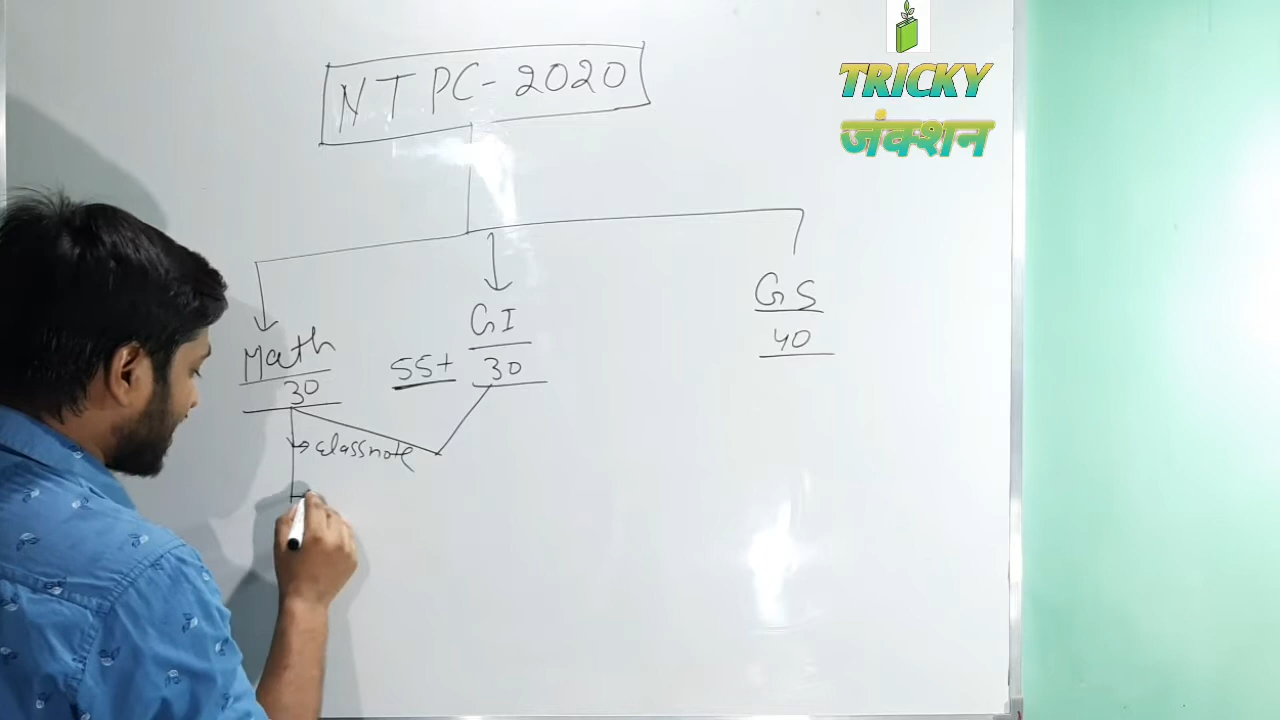 NTPC-2020
TRICKY
जंक्शन
Math
30
GI
55+ 30
GS
40
classnote